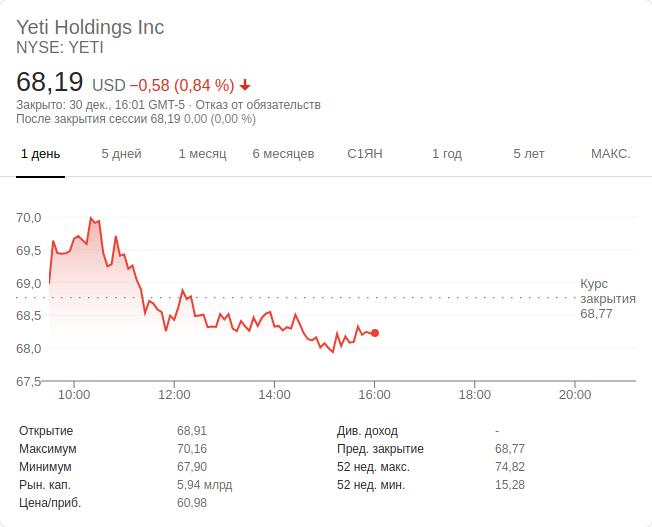 Yeti Holdings Inc
NYSE: YETI
68,19 USD −0,58 (0,84 %)
Закрыто: 30 дек., 16:01 GMT-5 · Отказ от обязательств
После закрытия сессии 68,19 0,00 (0,00 %)
1 день 5 дней 1 месяц 6 месяцев С1ЯН 1 год 5 лет МАКС.
70,0
69,5
69,0
68,5
68,0
67,5
Курс
закрытия
68,77
10:00 12:00 14:00 16:00 18:00 20:00
Открытие 68,91 Див. доход -
Максимум 70,16 Пред. закрытие 68,77
Минимум 67,90 52 нед. макс. 74,82
Рын. кап. 5,94 млрд 52 нед. мин. 15,28
Цена/приб. 60,98